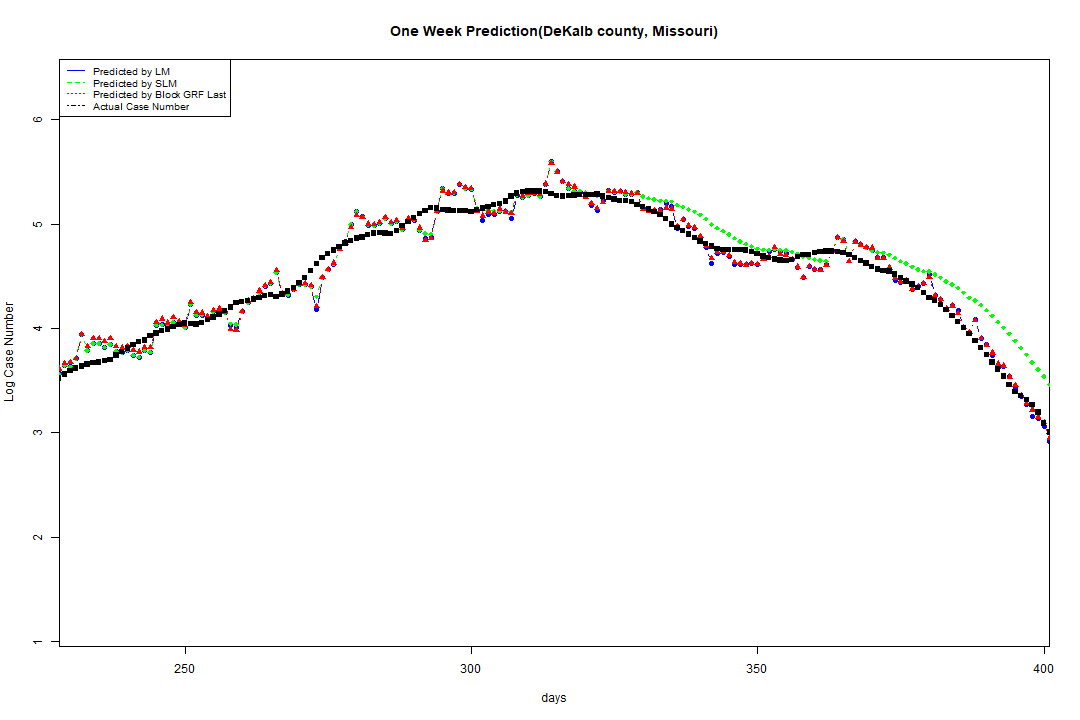 One Week Prediction(DeKalb county, Missouri)
Predicted by LM
Predicted by SLM
Predicted by Block GRF Last
Actual Case Number
6
5
4
3
2
1
Log Case Number
250 300 350 400
days